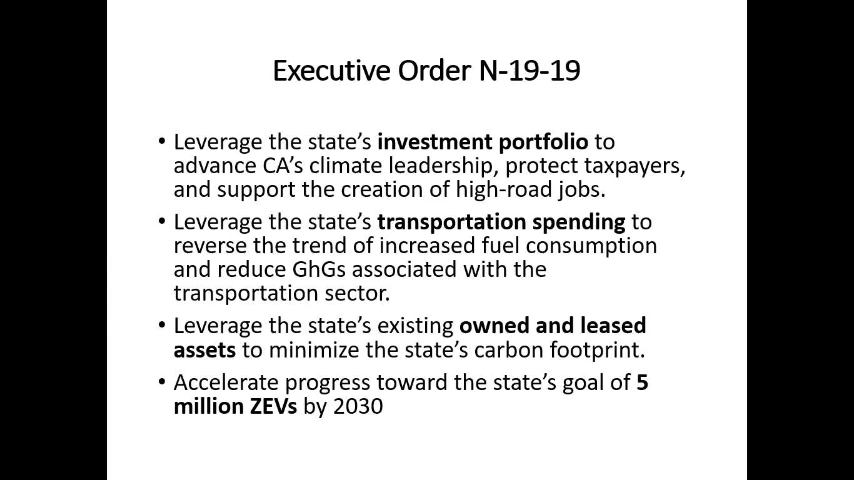 Executive Order N-19-19
• Leverage the state's investment portfolio to
advance CA's climate leadership, protect taxpayers,
and support the creation of high-road jobs.
• Leverage the state's transportation spending to
reverse the trend of increased fuel consumption
and reduce GhGs associated with the
transportation sector.
• Leverage the state's existing owned and leased
assets to minimize the state's carbon footprint.
• Accelerate progress toward the state's goal of 5
million ZEVs by 2030